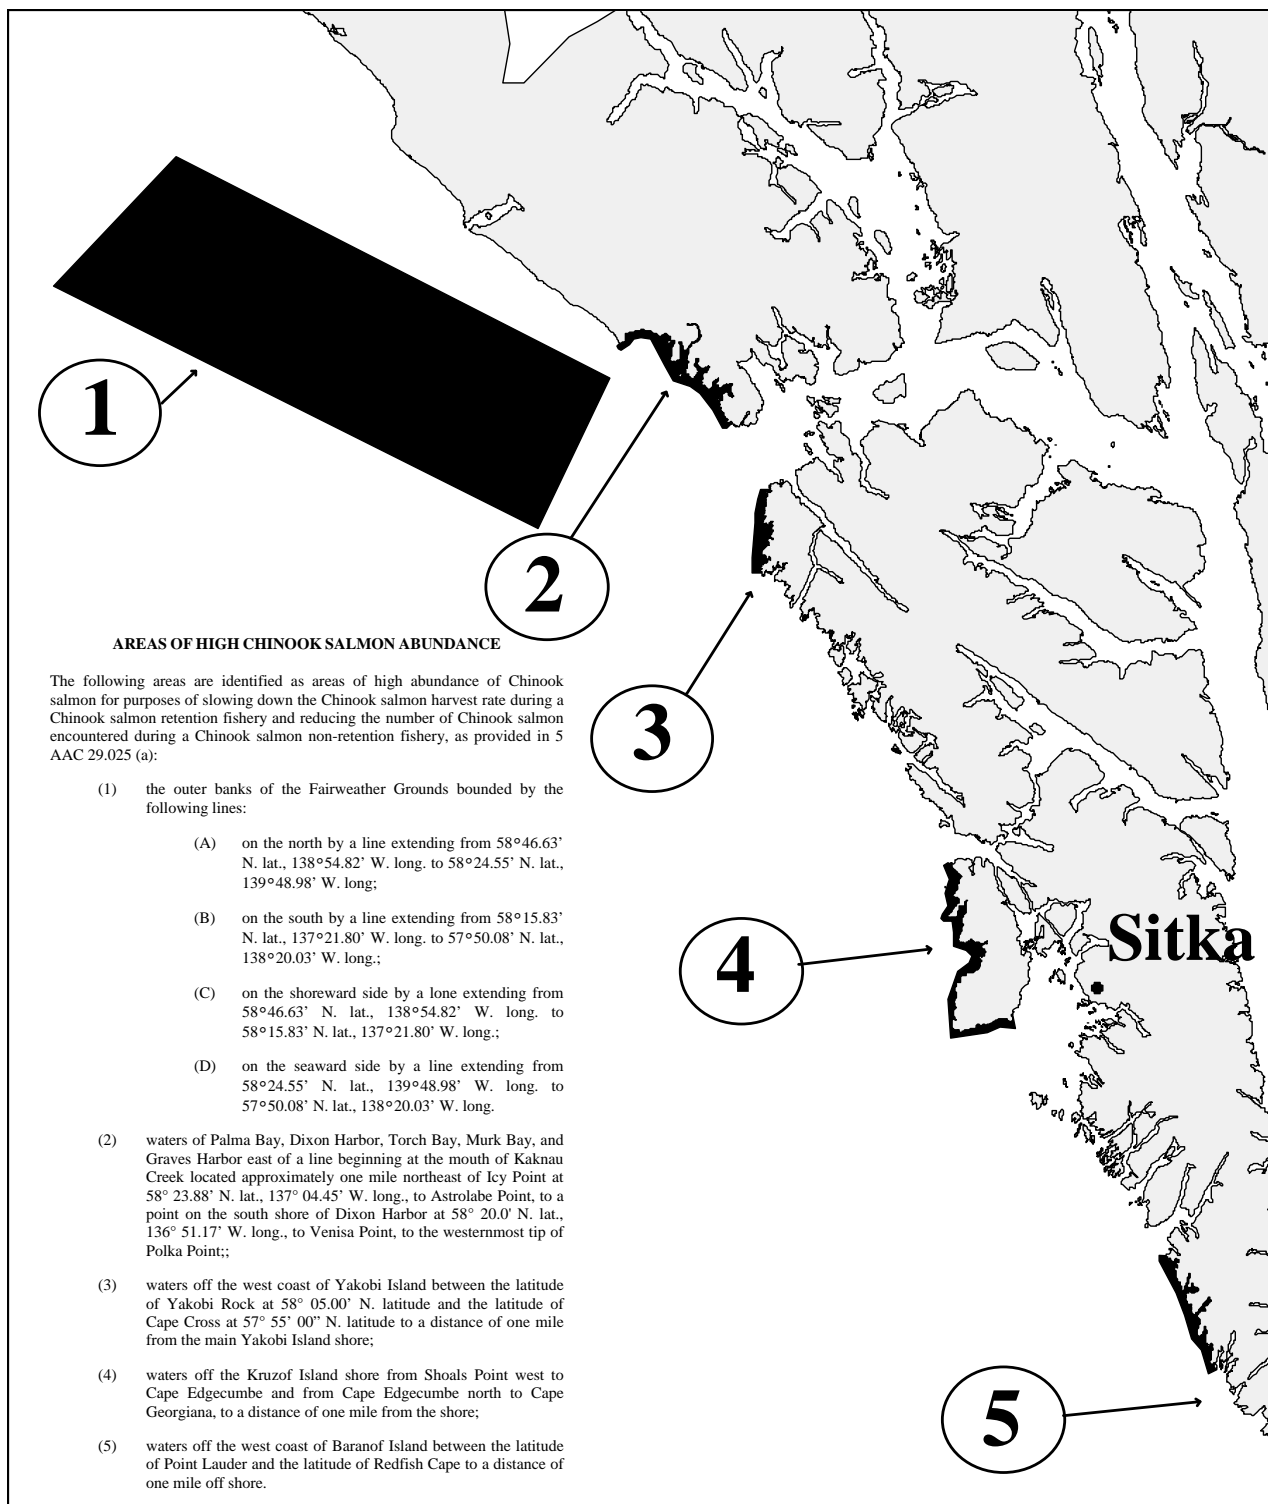 1
2
AREAS OF HIGH CHINOOK SALMON ABUNDANCE
The following areas are identified as areas of high abundance of Chinook
salmon for purposes of slowing down the Chinook salmon harvest rate during a
Chinook salmon retention fishery and reducing the number of Chinook salmon
encountered during a Chinook salmon non-retention fishery, as provided in 5
AAC 29.025 (a):
3
(1) the outer banks of the Fairweather Grounds bounded by the
following lines:
(A) on the north by a line extending from 58°46.63’
N. lat., 138°54.82’ W. long. to 58°24.55’ N. lat.,
139°48.98’ W. long;
(B) on the south by a line extending from 58°15.83’
N. lat., 137°21.80’ W. long. to 57°50.08’ N. lat.,
138°20.03’ W. long.;
(C) on the shoreward side by a lone extending from
58°46.63’ N. lat., 138°54.82’ W. long. to
58°15.83’ N. lat., 137°21.80’ W. long.;
(D) on the seaward side by a line extending from
58°24.55’ N. lat., 139°48.98’ W. long. to
57°50.08’ N. lat., 138°20.03’ W. long.
4
Sitka
(2) waters of Palma Bay, Dixon Harbor, Torch Bay, Murk Bay, and
Graves Harbor east of a line beginning at the mouth of Kaknau
Creek located approximately one mile northeast of Icy Point at
58° 23.88’ N. lat., 137° 04.45’ W. long., to Astrolabe Point, to a
point on the south shore of Dixon Harbor at 58° 20.0' N. lat.,
136° 51.17’ W. long., to Venisa Point, to the westernmost tip of
Polka Point;;
(3) waters off the west coast of Yakobi Island between the latitude
of Yakobi Rock at 58° 05.00’ N. latitude and the latitude of
Cape Cross at 57° 55’ 00” N. latitude to a distance of one mile
from the main Yakobi Island shore;
(4) waters off the Kruzof Island shore from Shoals Point west to
Cape Edgecumbe and from Cape Edgecumbe north to Cape
Georgiana, to a distance of one mile from the shore;
(5) waters off the west coast of Baranof Island between the latitude
of Point Lauder and the latitude of Redfish Cape to a distance of
one mile off shore.
5